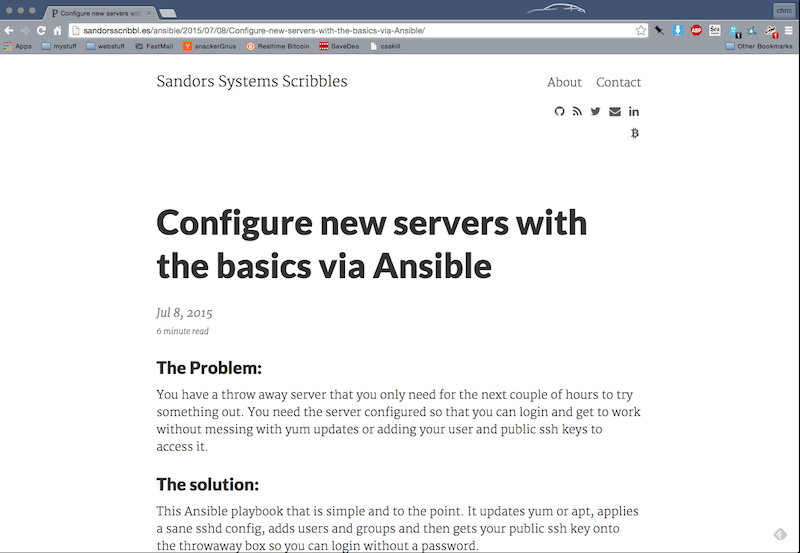 Configure new servers with
chris
sandorsscribbl.es/ansible/2015/07/08/Configure-new-servers-with-the-basics-via-Ansible/
Apps mystuff webstuff FastMail snackerGnus Realtime Bitcoin SaveDeo csskill Other Bookmarks
Sandors Systems Scribbles
About Contact
Configure new servers with
the basics via Ansible
Jul 8, 2015
6 minute read
The Problem:
You have a throw away server that you only need for the next couple of hours to try
something out. You need the server configured so that you can login and get to work
without messing with yum updates or adding your user and public ssh keys to
access it.
The solution:
This Ansible playbook that is simple and to the point. It updates yum or apt, applies
a sane sshd config, adds users and groups and then gets your public ssh key onto
the throwaway box so you can login without a password.